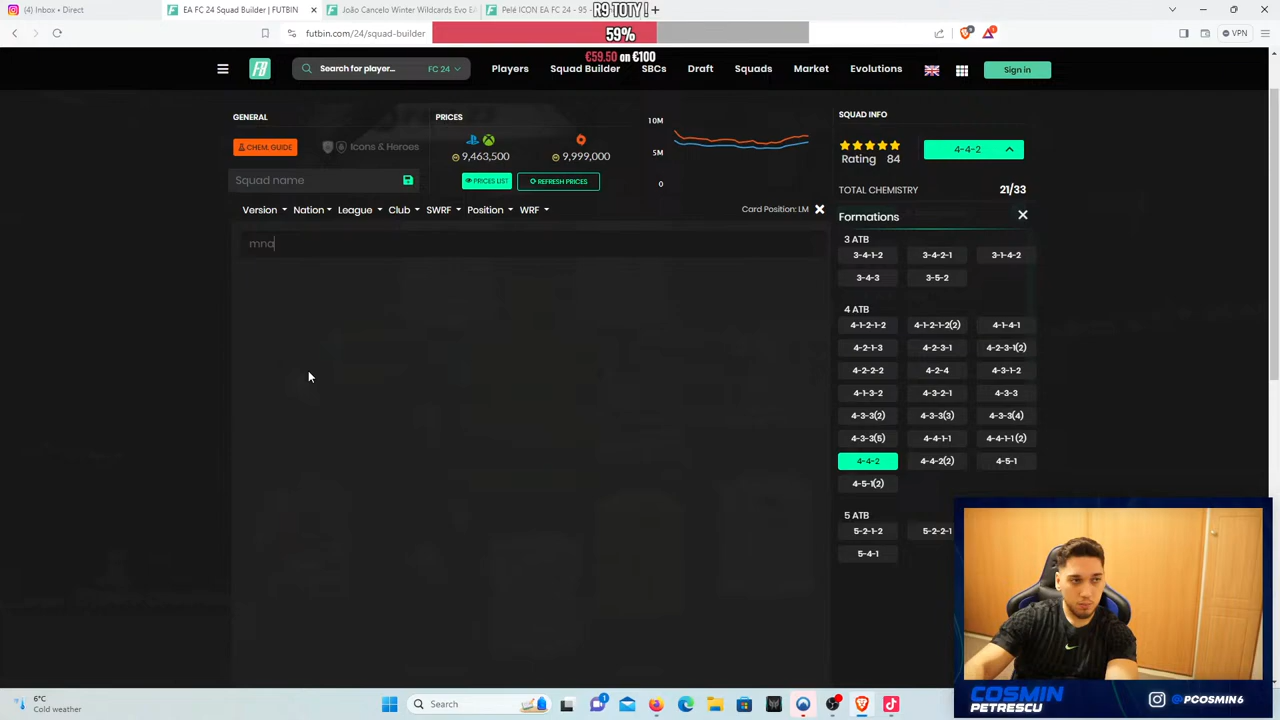 (4) Inbox • Direct
EA FC 24 Squad Builder | FUTBIN
João Cancelo Winter Wildcards Evo EA
Pelé ICON EA FC 24 - 95
R9 TOTY! +
futbin.com/24/squad-builder
59%
VPN
€59.50 on €100
Search for player...
FC 24
Players
Squad Builder
SBCs
Draft
Squads
Market
Evolutions
Sign in
GENERAL
PRICES
SQUAD INFO
CHEM. GUIDE
Icons & Heroes
9,463,500
9,999,000
10M
5M
0
Rating 84
4-4-2
Squad name
PRICES LIST
REFRESH PRICES
TOTAL CHEMISTRY
21/33
Version
Nation
League
Club
SWRF
Position
WRF
Card Position: LM
Formations
mna
3 ATB
3-4-1-2
3-4-2-1
3-1-4-2
3-4-3
3-5-2
4 ATB
4-1-2-1-2
4-1-2-1-2(2)
4-1-4-1
4-2-1-3
4-2-3-1
4-2-3-1(2)
4-2-2-2
4-2-4
4-3-1-2
4-1-3-2
4-3-2-1
4-3-3
4-3-3(2)
4-3-3(3)
4-3-3(4)
4-3-3(5)
4-4-1-1
4-4-1-1 (2)
4-4-2
4-4-2(2)
4-5-1
4-5-1(2)
5 ATB
5-2-1-2
5-2-2-1
5-4-1
COSMIN
PETRESCU
@PCOSMIN6
6°C
Cold weather
Search
1